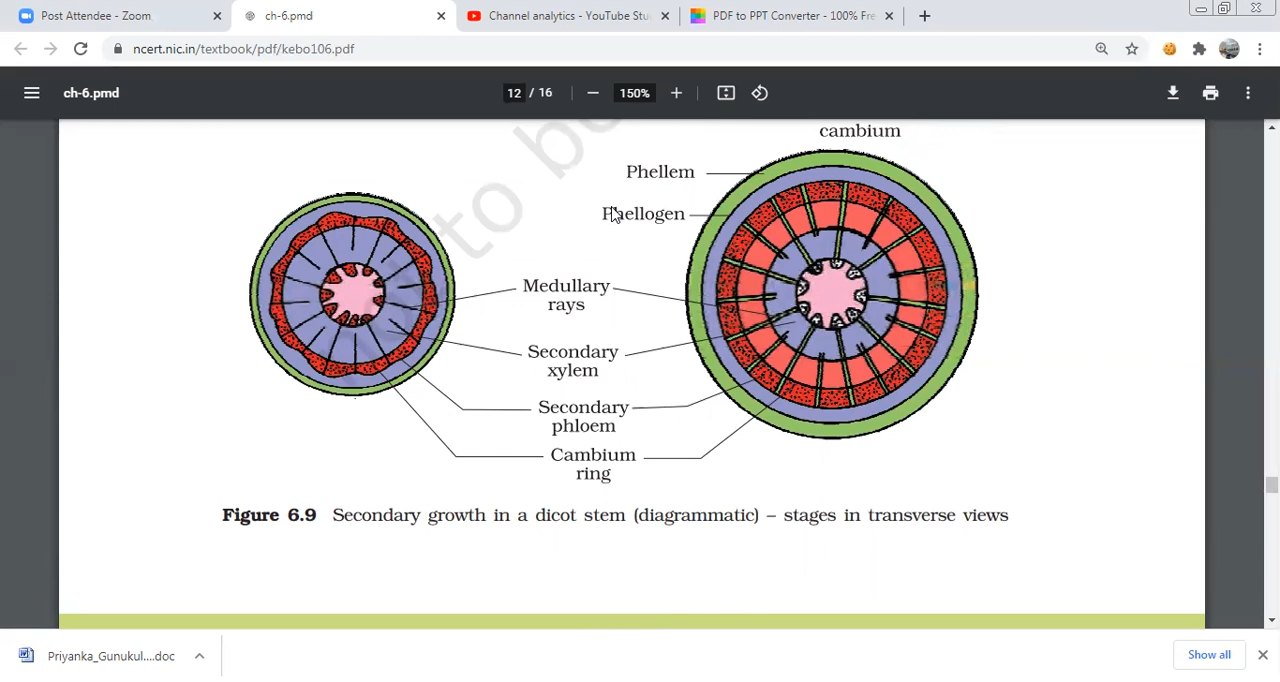 Post Attendee - Zoom
ch-6.pmd
Channel analytics - YouTube Stu
PDF to PPT Converter - 100% Fre
ncert.nic.in/textbook/pdf/kebo106.pdf
ch-6.pmd
12 / 16
150%
to b
cambium
Phellem
Phellogen
Medullary
rays
Secondary
xylem
Secondary
phloem
Cambium
ring
Figure 6.9 Secondary growth in a dicot stem (diagrammatic) – stages in transverse views
Priyanka_Gunukul....doc
Show all